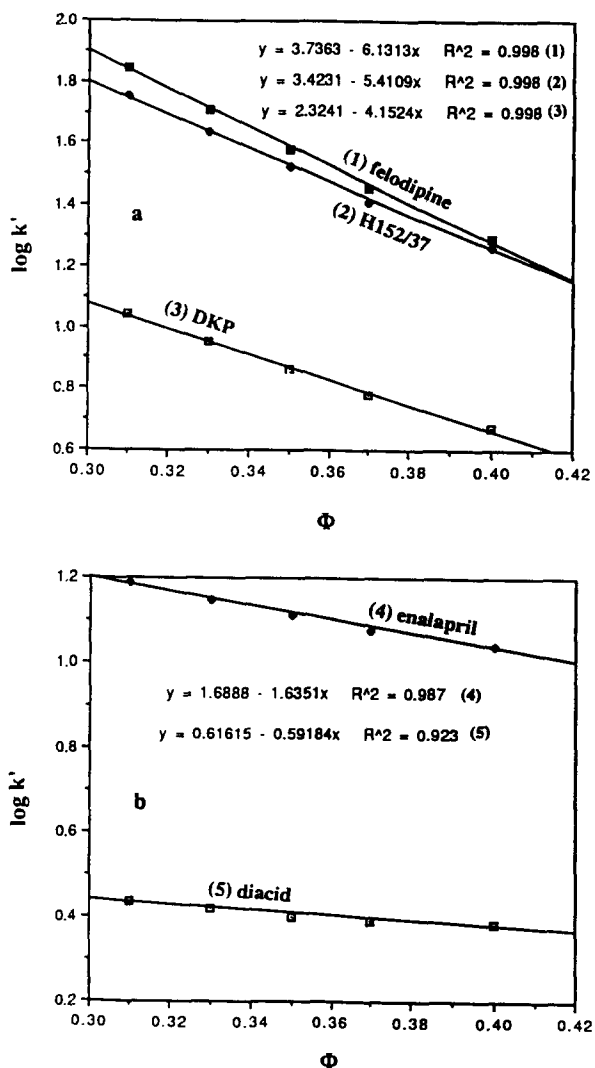 2.0
y = 3.7363 - 6.1313x R^2 = 0.998 (1)
y = 3.4231 - 5.4109x R^2 = 0.998 (2)
y = 2.3241 - 4.1524x R^2 = 0.998 (3)
1.8
1.6
(1) felodipine
1.4
a
(2) H152/37
log k'
1.2
(3) DKP
1.0
0.8
0.6
0.30 0.32 0.34 0.36 0.38 0.40 0.42
Φ
1.2
(4) enalapril
1.0
y = 1.6888 - 1.6351x R^2 = 0.987 (4)
y = 0.61615 - 0.59184x R^2 = 0.923 (5)
0.8
b
log k'
0.6
(5) diacid
0.4
0.2
0.30 0.32 0.34 0.36 0.38 0.40 0.42
Φ